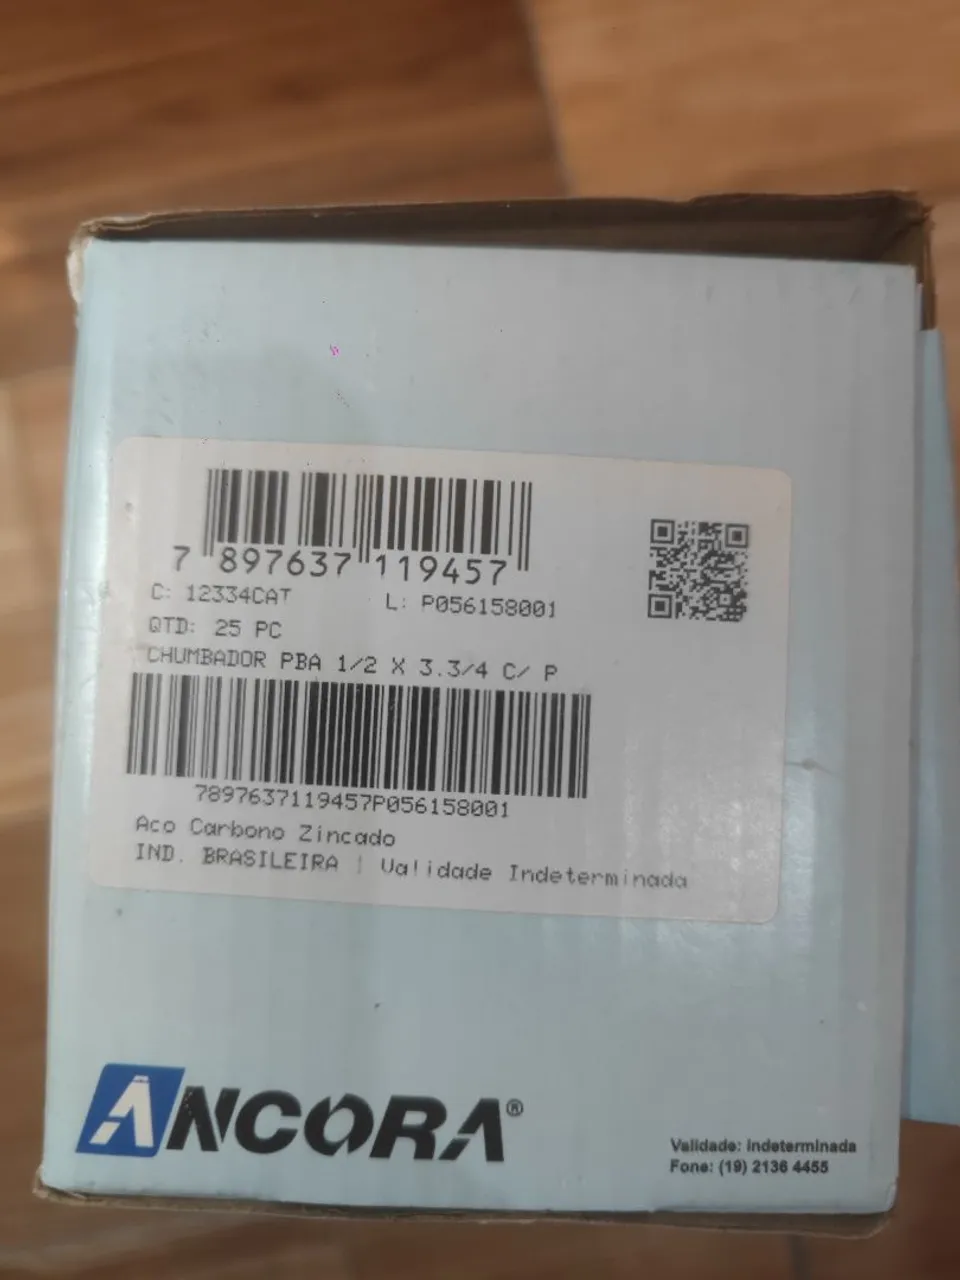 7 897637 119457
C: 12334CAT L: P056158001
QTD: 25 PC
CHUMBADOR PBA 1/2 X 3.3/4 C/ P
7897637119457P056158001
Aco Carbono Zincado
IND. BRASILEIRA | Validade Indeterminada
ANCORA®
Validade: Indeterminada
Fone: (19) 2136 4455